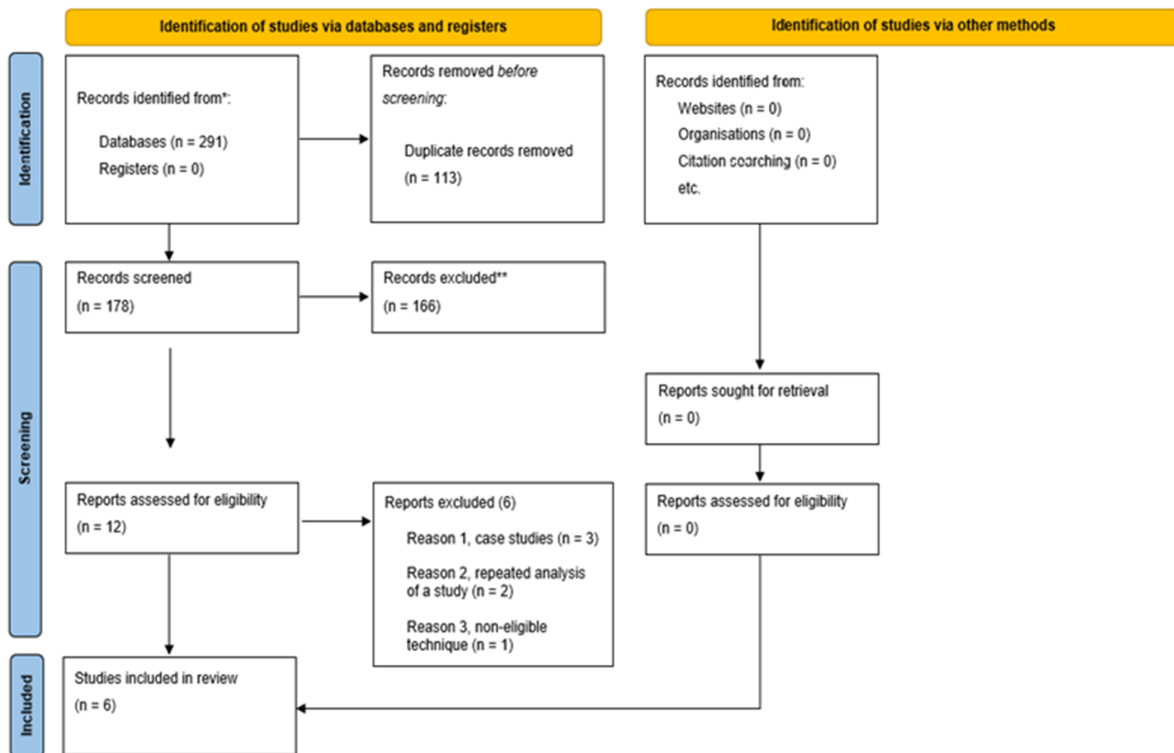 Identification of studies via databases and registers
Identification of studies via other methods
Identification
Records identified from*:
Databases (n = 291)
Registers (n = 0)
Records removed before
screening:
Duplicate records removed
(n = 113)
Records identified from:
Websites (n = 0)
Organisations (n = 0)
Citation searching (n = 0)
etc.
Screening
Records screened
(n = 178)
Records excluded**
(n = 166)
Reports sought for retrieval
(n = 0)
Reports assessed for eligibility
(n = 12)
Reports excluded (6)
Reason 1, case studies (n = 3)
Reason 2, repeated analysis
of a study (n = 2)
Reason 3, non-eligible
technique (n = 1)
Reports assessed for eligibility
(n = 0)
Included
Studies included in review
(n = 6)